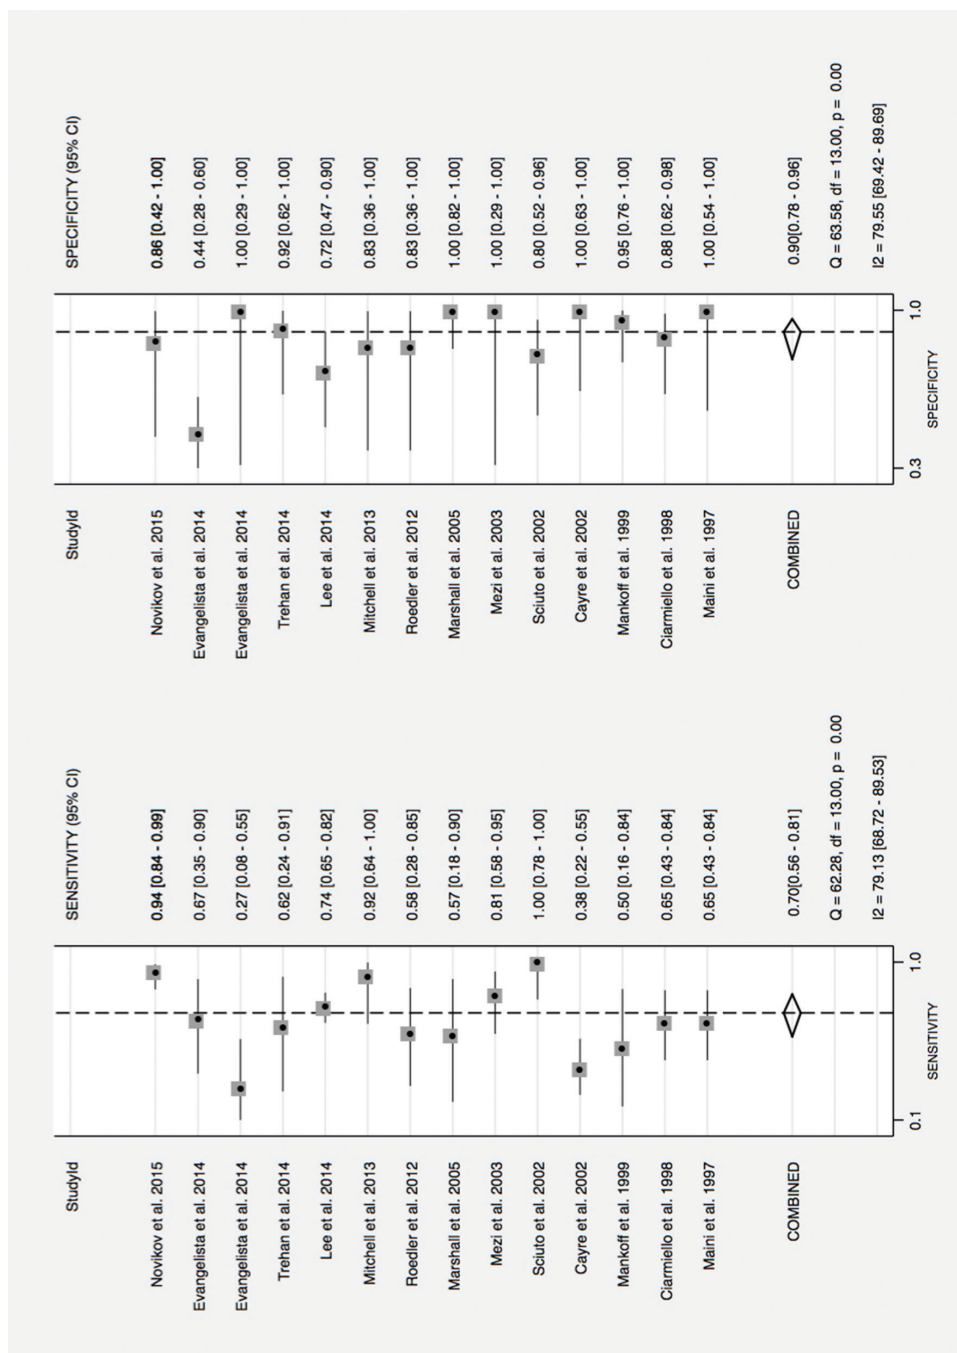 StudyId SENSITIVITY (95% CI)
Novikov et al. 2015 0.94 [0.84 - 0.99]
Evangelista et al. 2014 0.67 [0.35 - 0.90]
Evangelista et al. 2014 0.27 [0.08 - 0.55]
Trehan et al. 2014 0.62 [0.24 - 0.91]
Lee et al. 2014 0.74 [0.65 - 0.82]
Mitchell et al. 2013 0.92 [0.64 - 1.00]
Roedler et al. 2012 0.58 [0.28 - 0.85]
Marshall et al. 2005 0.57 [0.18 - 0.90]
Mezi et al. 2003 0.81 [0.58 - 0.95]
Sciuto et al. 2002 1.00 [0.78 - 1.00]
Cayre et al. 2002 0.38 [0.22 - 0.55]
Mankoff et al. 1999 0.50 [0.16 - 0.84]
Ciarmiello et al. 1998 0.65 [0.43 - 0.84]
Maini et al. 1997 0.65 [0.43 - 0.84]
COMBINED 0.70[0.56 - 0.81]
Q = 62.28, df = 13.00, p = 0.00
I2 = 79.13 [68.72 - 89.53]
0.1 1.0
SENSITIVITY
StudyId SPECIFICITY (95% CI)
Novikov et al. 2015 0.86 [0.42 - 1.00]
Evangelista et al. 2014 0.44 [0.28 - 0.60]
Evangelista et al. 2014 1.00 [0.29 - 1.00]
Trehan et al. 2014 0.92 [0.62 - 1.00]
Lee et al. 2014 0.72 [0.47 - 0.90]
Mitchell et al. 2013 0.83 [0.36 - 1.00]
Roedler et al. 2012 0.83 [0.36 - 1.00]
Marshall et al. 2005 1.00 [0.82 - 1.00]
Mezi et al. 2003 1.00 [0.29 - 1.00]
Sciuto et al. 2002 0.80 [0.52 - 0.96]
Cayre et al. 2002 1.00 [0.63 - 1.00]
Mankoff et al. 1999 0.95 [0.76 - 1.00]
Ciarmiello et al. 1998 0.88 [0.62 - 0.98]
Maini et al. 1997 1.00 [0.54 - 1.00]
COMBINED 0.90[0.78 - 0.96]
Q = 63.58, df = 13.00, p = 0.00
I2 = 79.55 [69.42 - 89.69]
0.3 1.0
SPECIFICITY